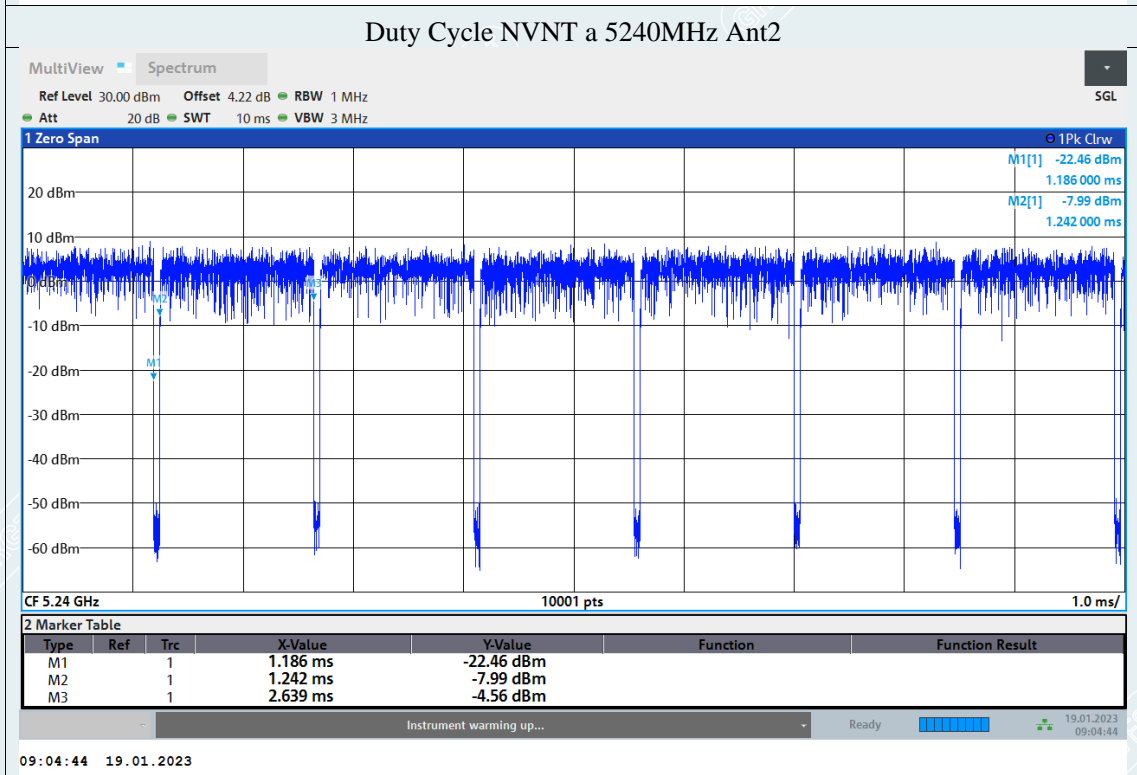 Duty Cycle NVNT a 5240MHz Ant2
MultiView Spectrum
Ref Level 30.00 dBm Offset 4.22 dB RBW 1 MHz
SGL
Att 20 dB SWT 10 ms VBW 3 MHz
1 Zero Span 1Pk Clrw
M1[1] -22.46 dBm
1.186 000 ms
20 dBm
M2[1] -7.99 dBm
1.242 000 ms
10 dBm
0 dBm
M3
M2
-10 dBm
M1
-20 dBm
-30 dBm
-40 dBm
-50 dBm
-60 dBm
CF 5.24 GHz 10001 pts 1.0 ms/
2 Marker Table
Type Ref Trc X-Value Y-Value Function Function Result
M1 1 1.186 ms -22.46 dBm
M2 1 1.242 ms -7.99 dBm
M3 1 2.639 ms -4.56 dBm
Instrument warming up... Ready 19.01.2023
09:04:44
09:04:44 19.01.2023